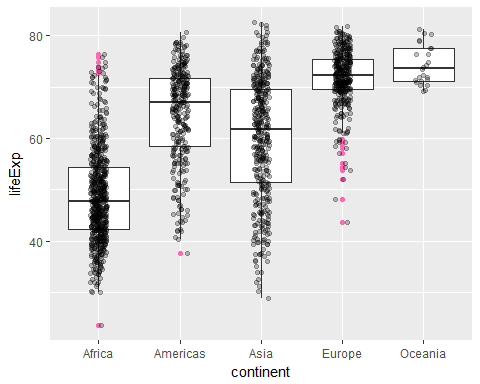 80
60
40
lifeExp
Africa Americas Asia Europe Oceania
continent